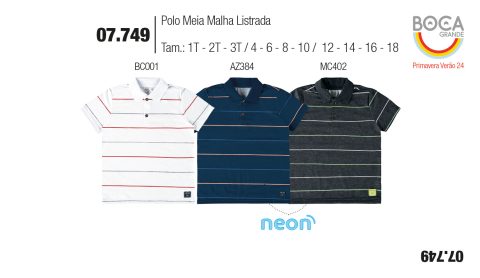 07.749
Polo Meia Malha Listrada
Tam.: 1T - 2T - 3T / 4 - 6 - 8 - 10 / 12 - 14 - 16 - 18
BOCA
GRANDE
Primavera Verão 24
BC001
AZ384
MC402
neon
07.749